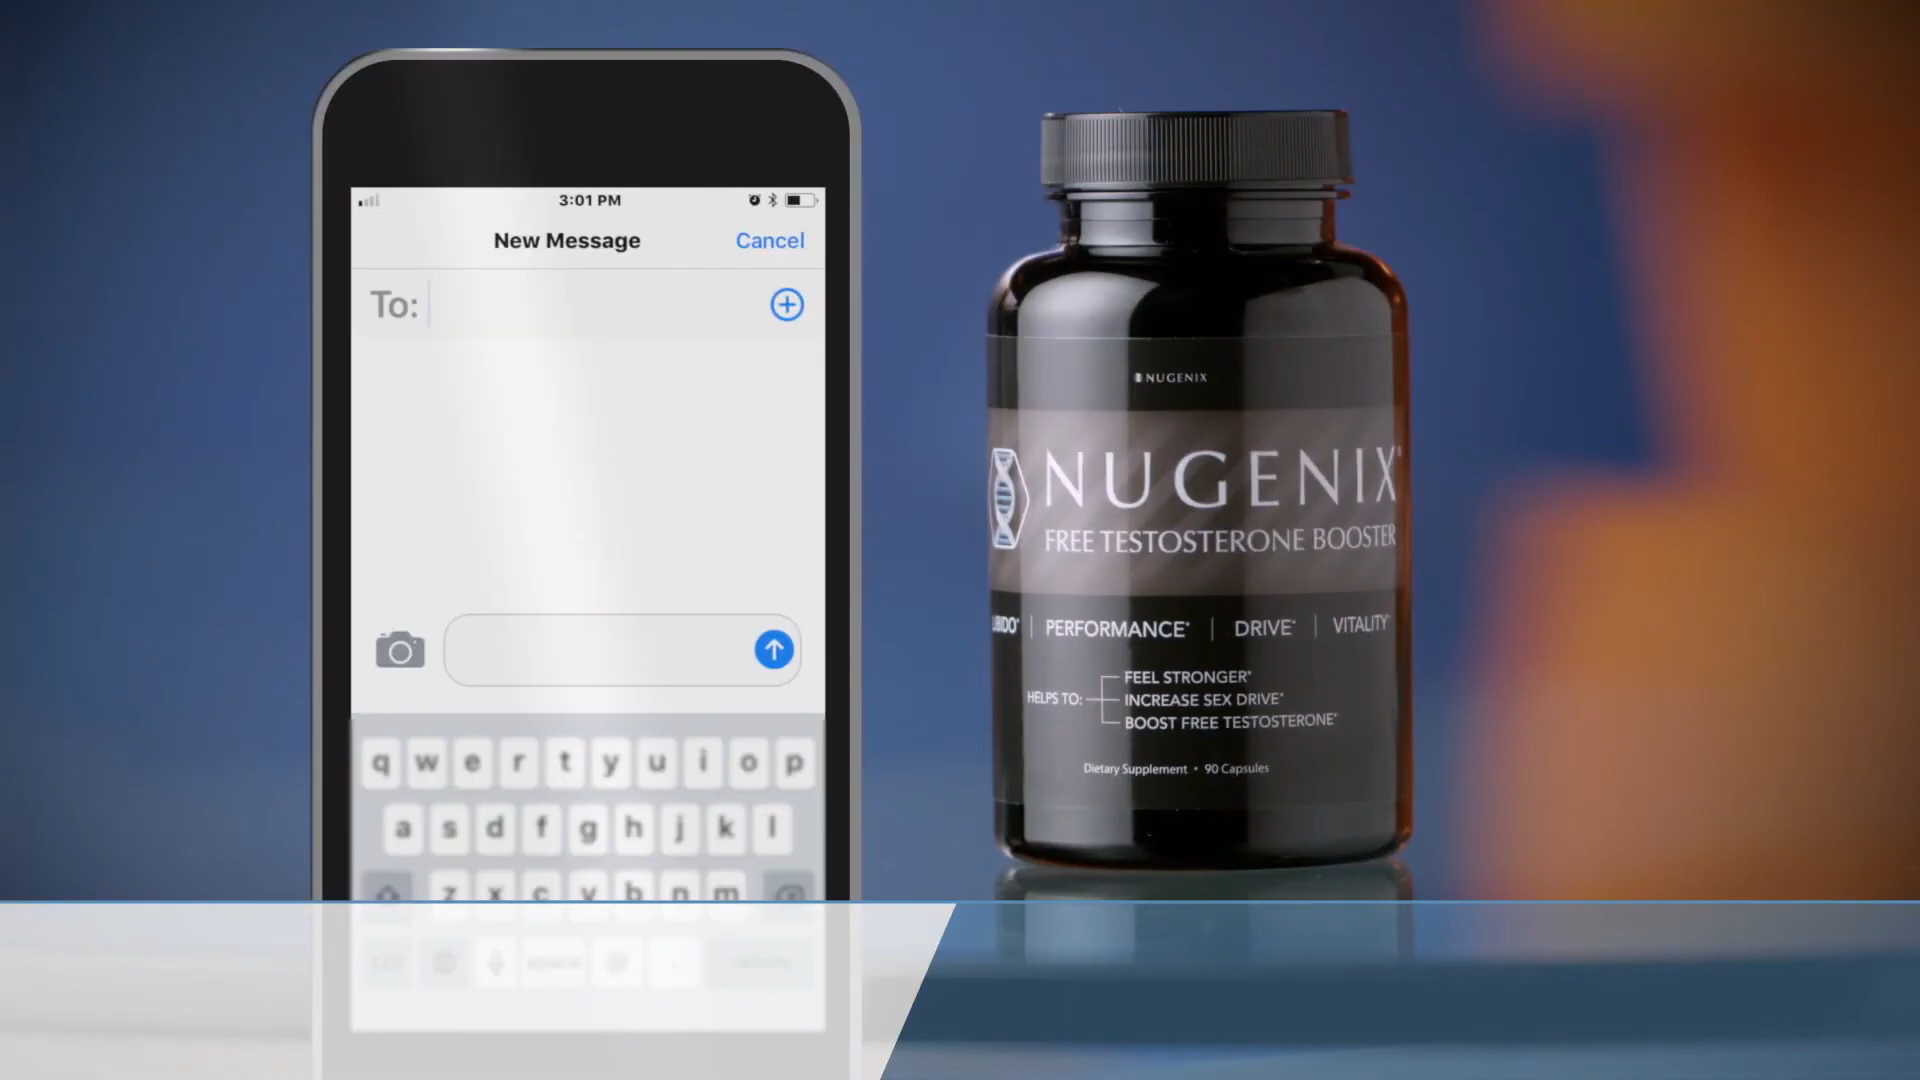 3:01 PM
New Message
Cancel
To:
q w e r t y u i o p
a s d f g h j k l
z x c v b n m
NUGENIX
NUGENIX®
FREE TESTOSTERONE BOOSTER
PERFORMANCE* | DRIVE* | VITALITY*
HELPS TO:
FEEL STRONGER*
INCREASE SEX DRIVE*
BOOST FREE TESTOSTERONE*
Dietary Supplement • 90 Capsules